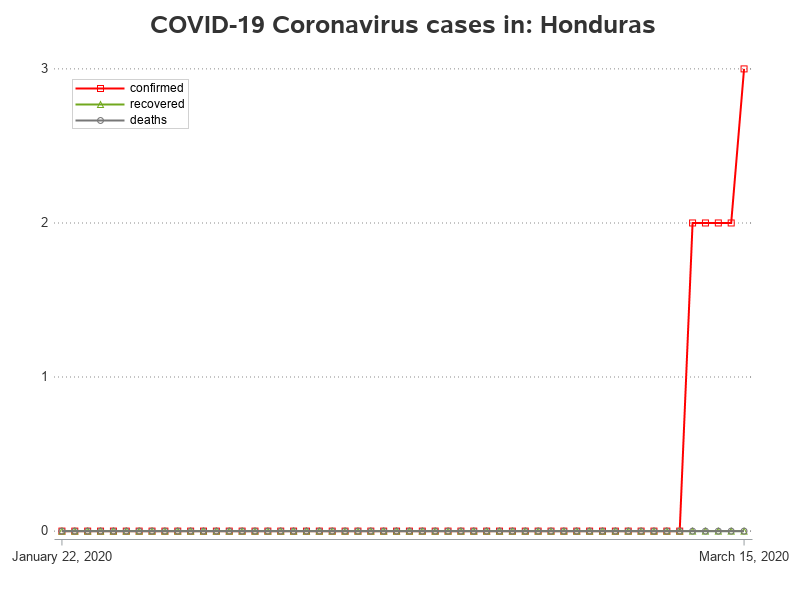 COVID-19 Coronavirus cases in: Honduras
3
confirmed
recovered
deaths
2
1
0
January 22, 2020
March 15, 2020